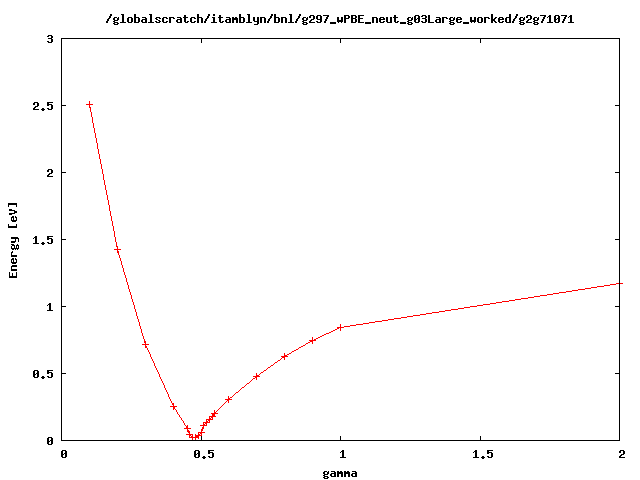 /globalscratch/itamblyn/bnl/g297_wPBE_neut_g03Large_worked/g2g71071
3
2.5
2
1.5
1
0.5
0
Energy [eV]
0 0.5 1 1.5 2
gamma